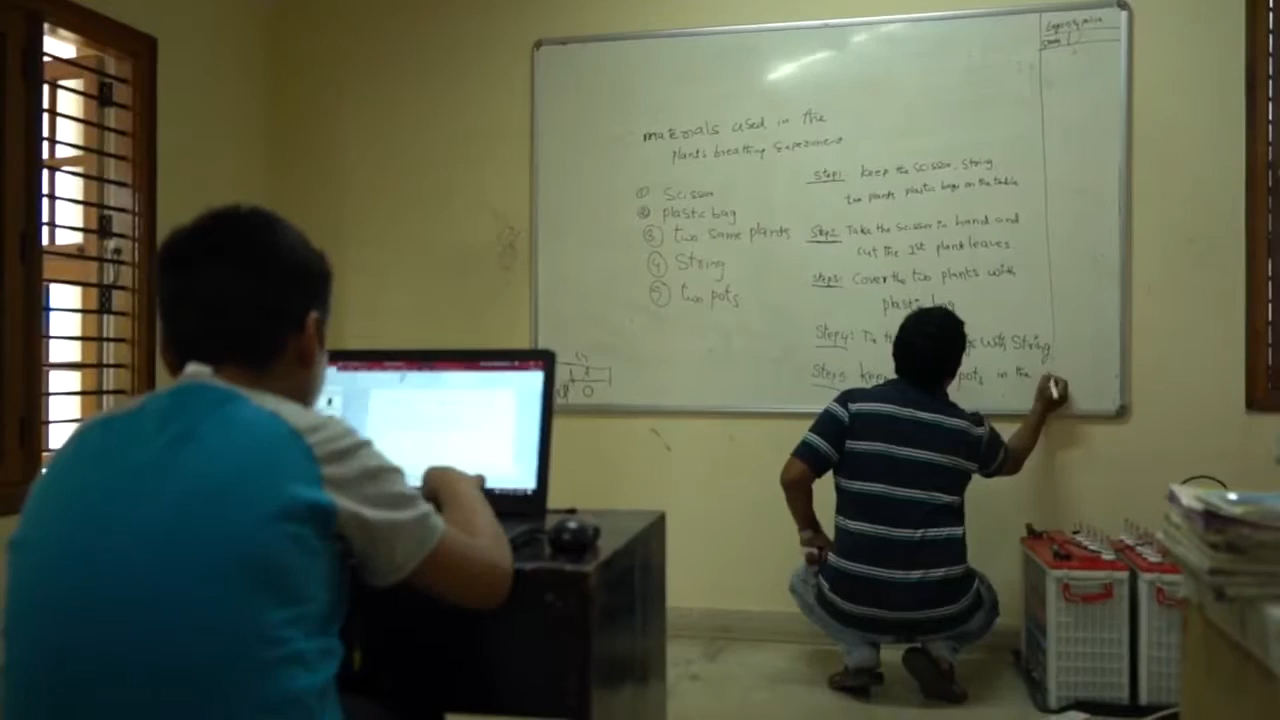 materials used in the
plants breathing Experiment
① Scissor
② plastic bag
③ two same plants
④ String
⑤ two pots
Step1: Keep the Scissor, String,
two plants plastic bags on the table
Step2: Take the Scissor in hand and
cut the 1st plant leaves
Step3: Cover the two plants with
plastic bag
Step4: with String
Step5 keep pots in the